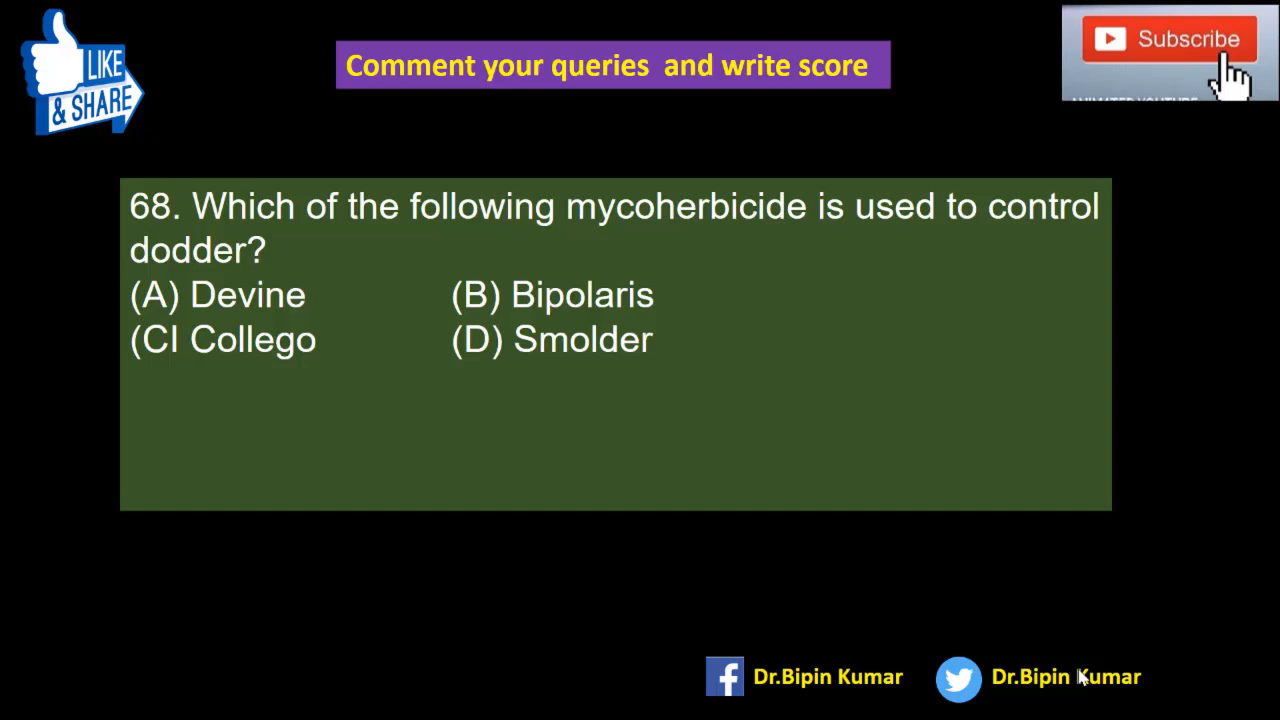 LIKE
& SHARE
Comment your queries and write score
Subscribe
68. Which of the following mycoherbicide is used to control
dodder?
(A) Devine (B) Bipolaris
(CI Collego (D) Smolder
Dr.Bipin Kumar Dr.Bipin Kumar